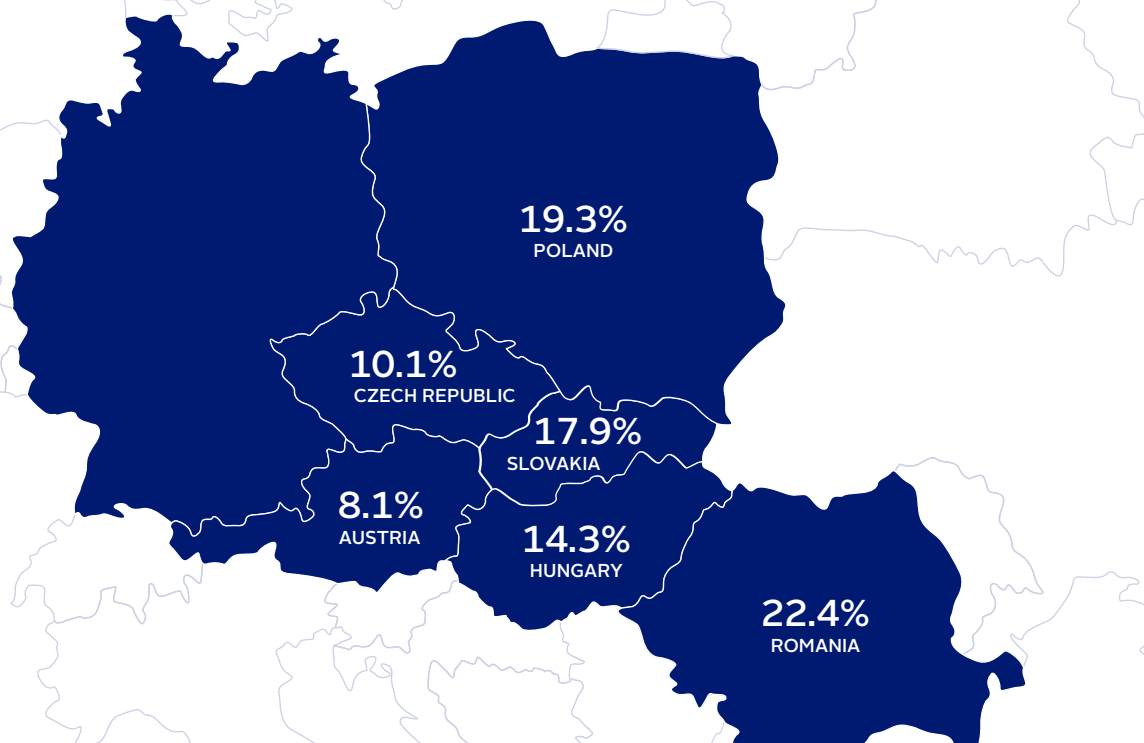 19.3%
POLAND
10.1%
CZECH REPUBLIC
17.9%
SLOVAKIA
8.1%
AUSTRIA
14.3%
HUNGARY
22.4%
ROMANIA